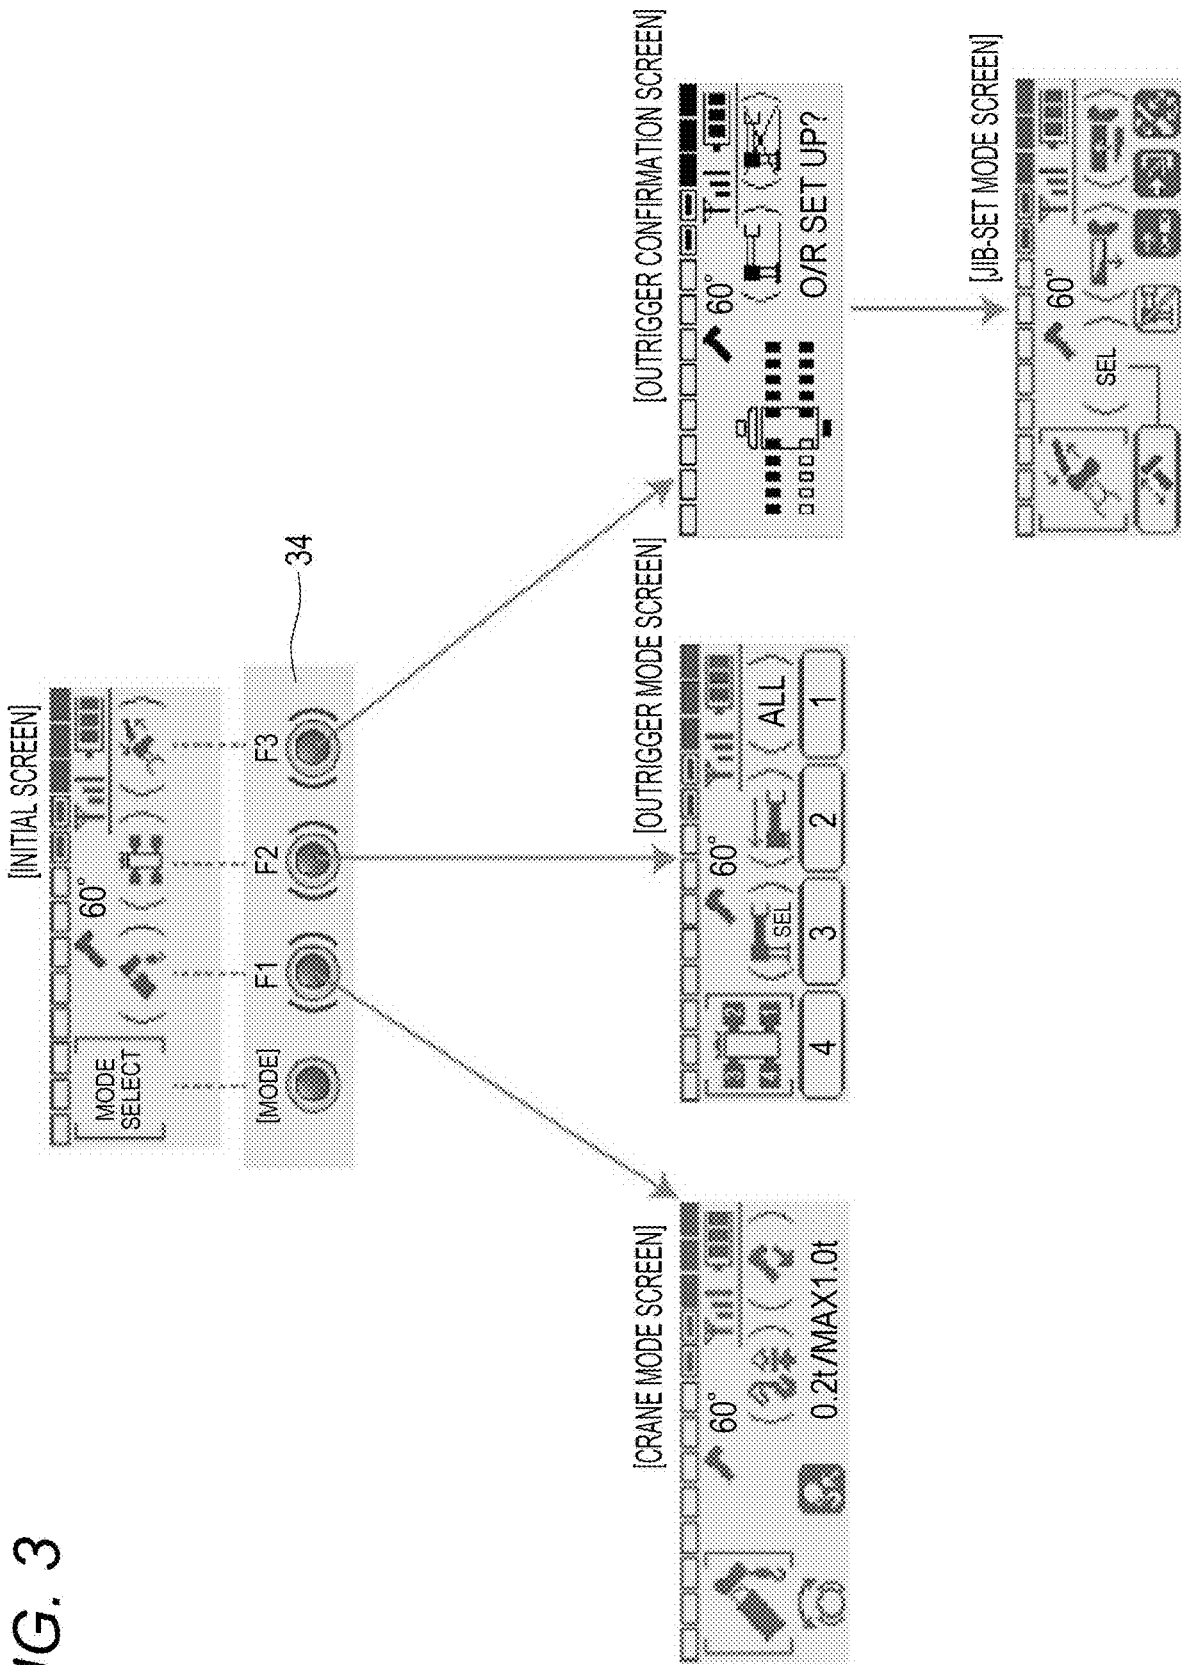 IG. 3
[INITIAL SCREEN]
60°
MODE
SELECT
[MODE]
F1
F2
F3
34
[CRANE MODE SCREEN]
60°
0.2t/MAX1.0t
[OUTRIGGER MODE SCREEN]
60°
SEL
ALL
4
3
2
1
[OUTRIGGER CONFIRMATION SCREEN]
60°
O/R SET UP?
[JIB-SET MODE SCREEN]
60°
SEL